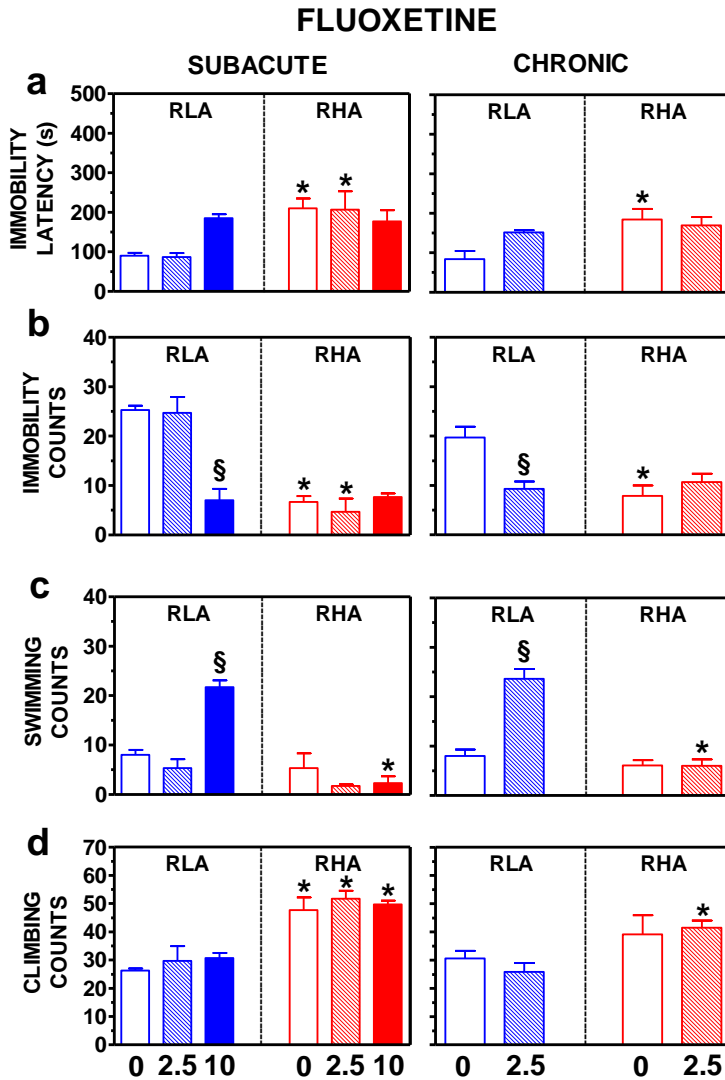 FLUOXETINE
SUBACUTE CHRONIC
a
IMMOBILITY
LATENCY (s)
500
400
300
200
100
0
RLA RHA
* *
RLA RHA
*
b
IMMOBILITY
COUNTS
40
30
20
10
0
RLA RHA
§ * *
RLA RHA
§ *
c
SWIMMING
COUNTS
40
30
20
10
0
RLA RHA
§ *
RLA RHA
§ *
d
CLIMBING
COUNTS
70
60
50
40
30
20
10
0
RLA RHA
* * *
RLA RHA
*
0 2.5 10 0 2.5 10 0 2.5 0 2.5